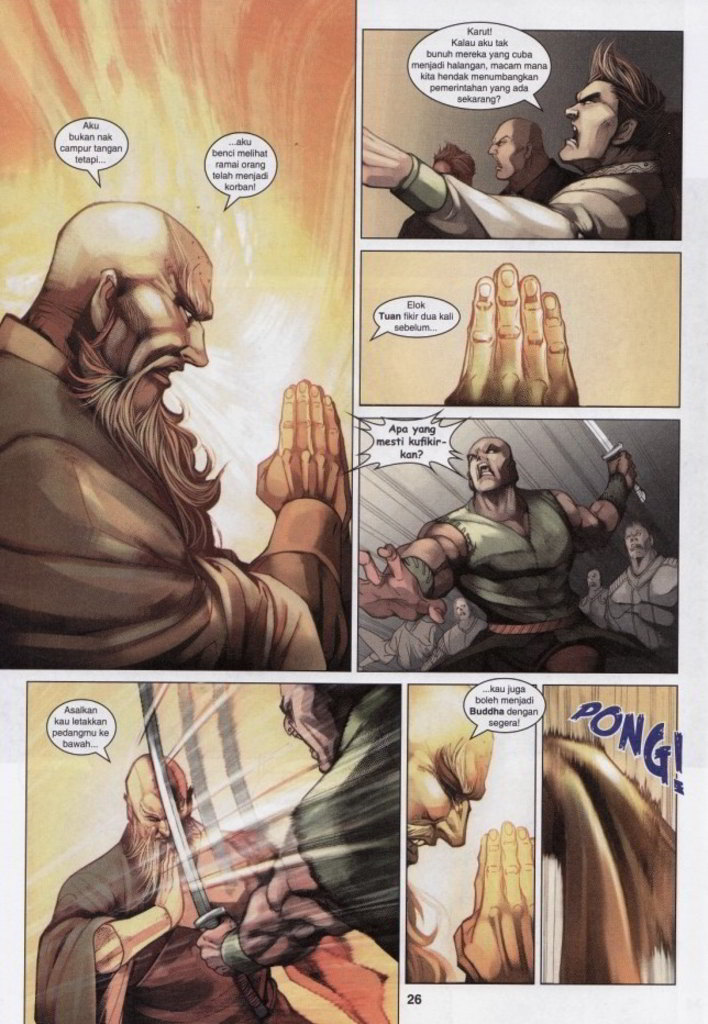 Aku
bukan nak
campur tangan
tetapi...
...aku
benci melihat
ramai orang
telah menjadi
korban!
Karut!
Kalau aku tak
bunuh mereka yang cuba
menjadi halangan, macam mana
kita hendak menumbangkan
pemerintahan yang ada
sekarang?
Elok
Tuan fikir dua kali
sebelum...
Apa yang
mesti kufikir-
kan?
Asalkan
kau letakkan
pedangmu ke
bawah...
...kau juga
boleh menjadi
Buddha dengan
segera!
PONG!
26